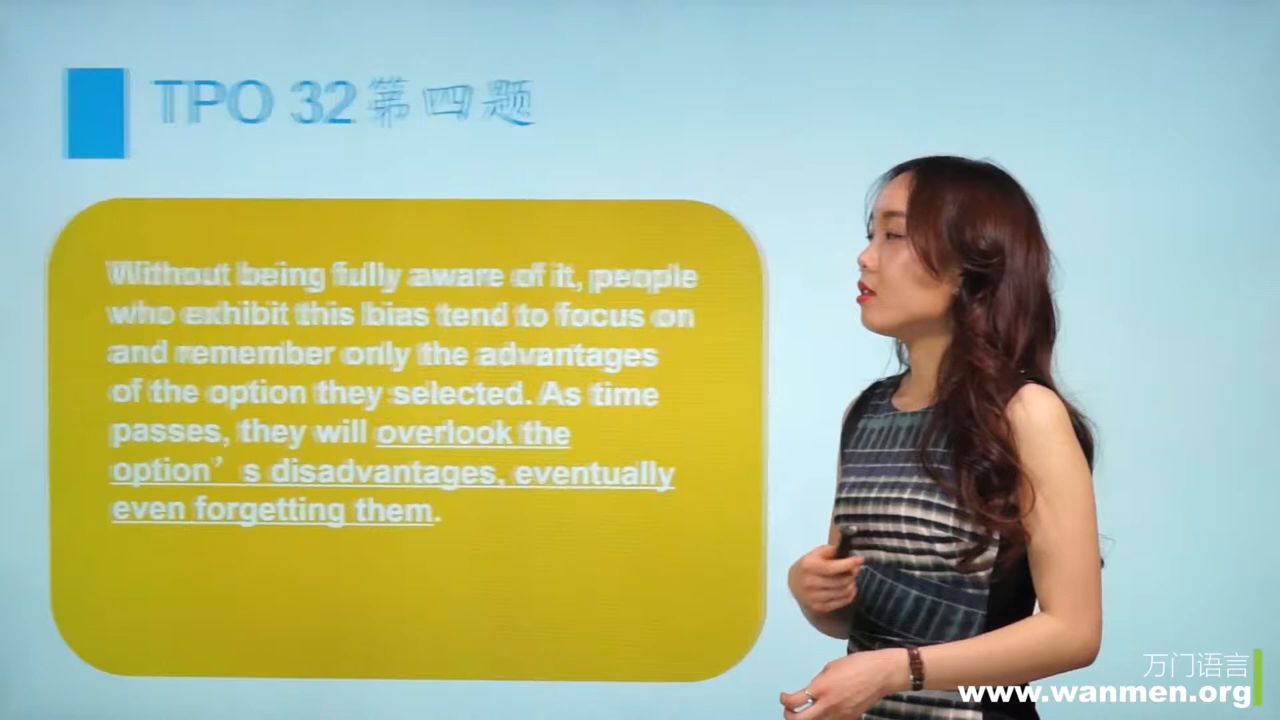 TPO 32第四题
Without being fully aware of it, people
who exhibit this bias tend to focus on
and remember only the advantages
of the option they selected. As time
passes, they will overlook the
option’s disadvantages, eventually
even forgetting them.
万门语言
www.wanmen.org